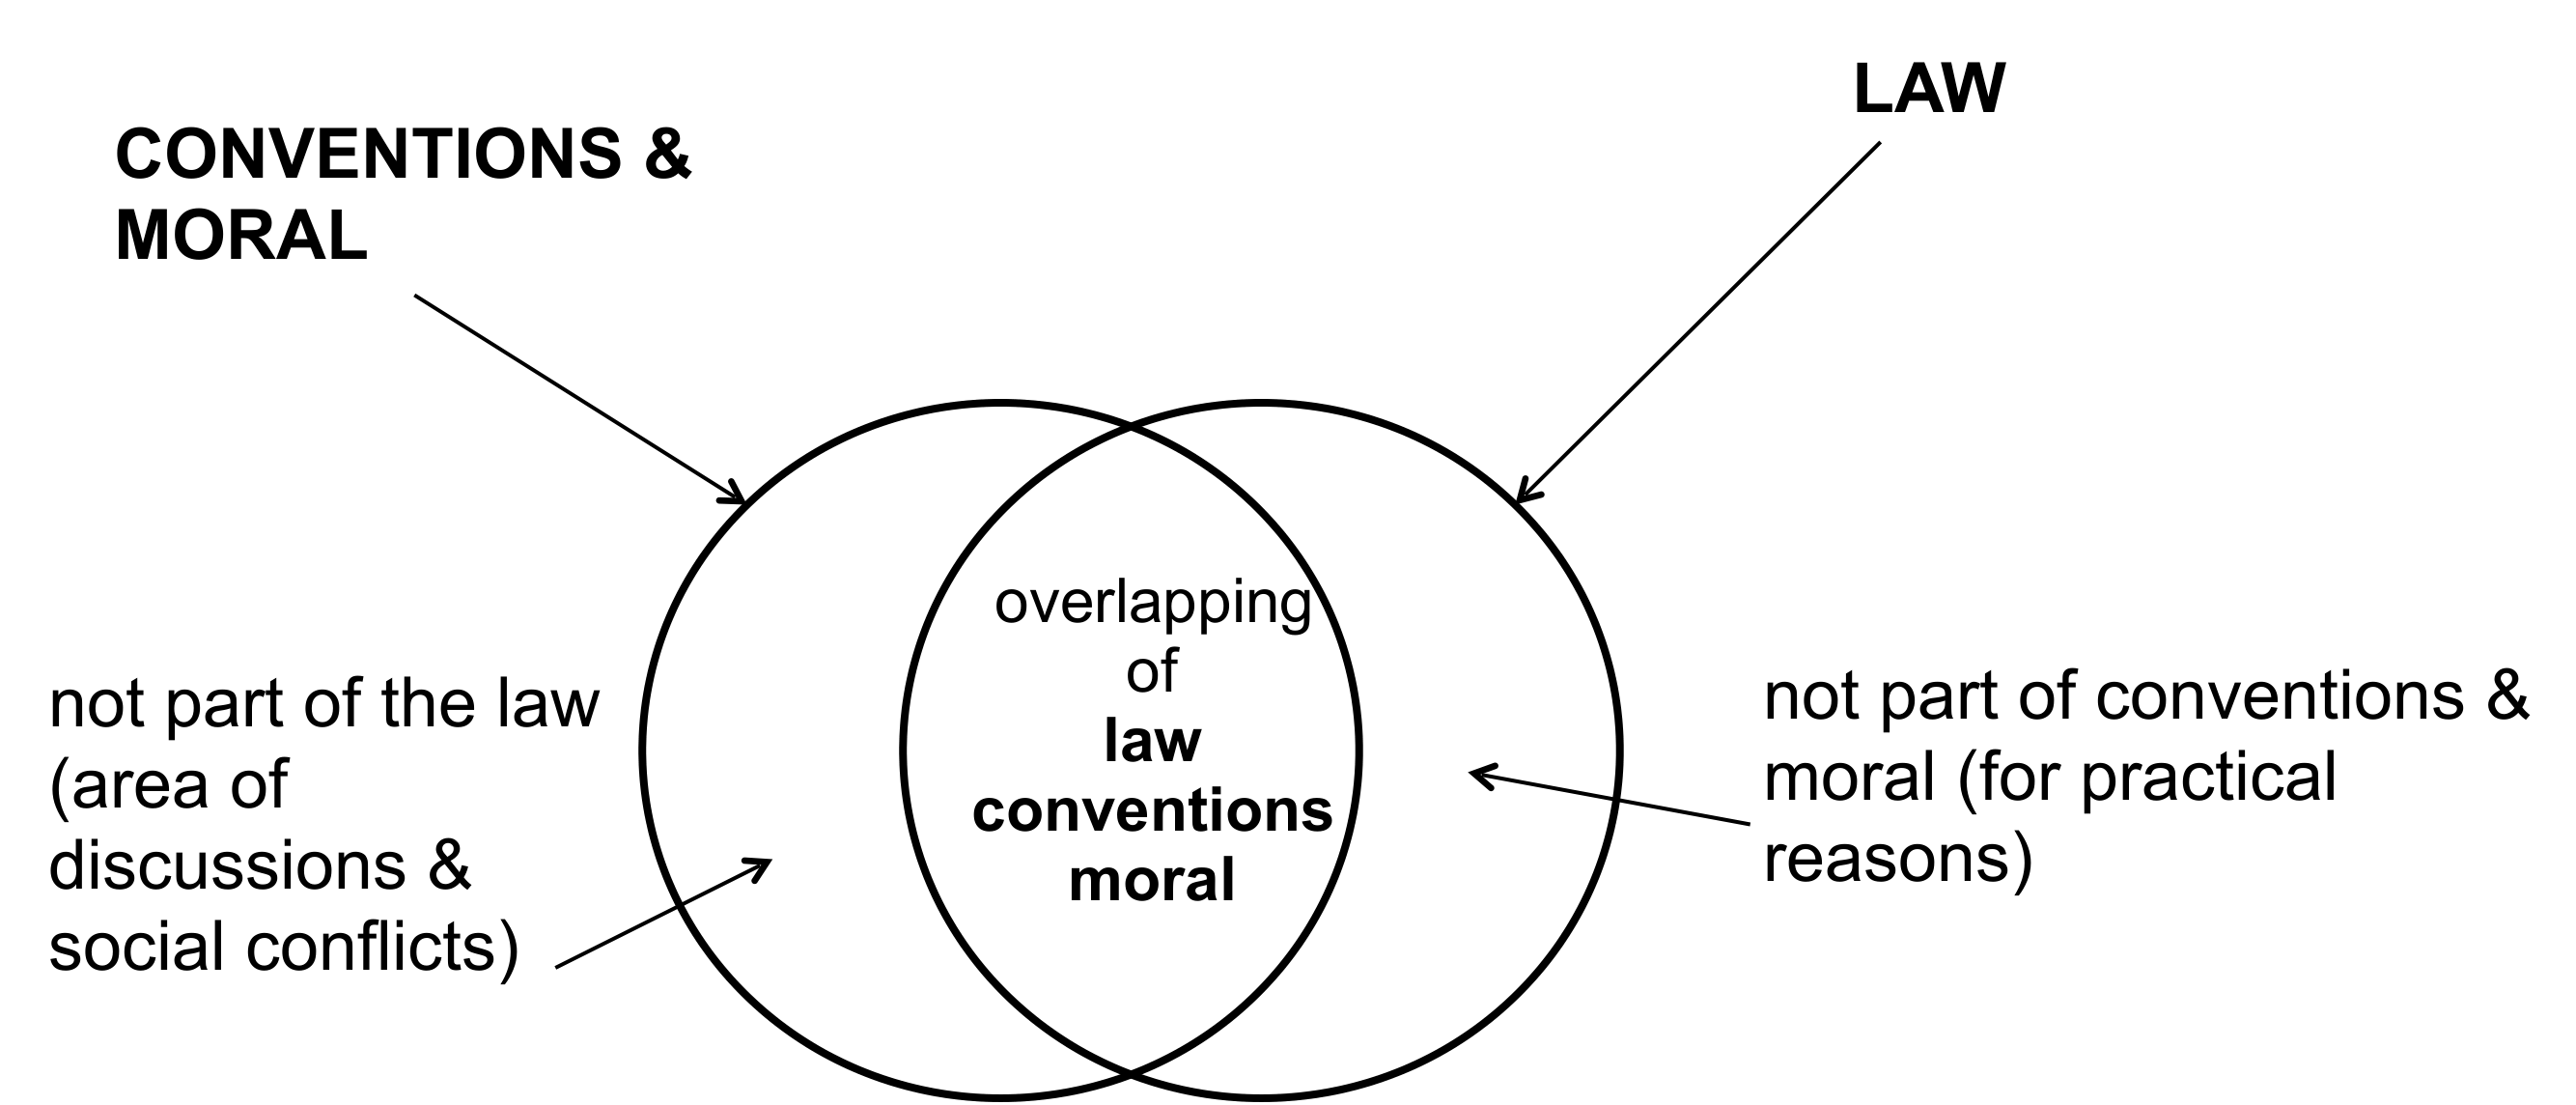 LAW
CONVENTIONS &
MORAL
overlapping
of
law
conventions
moral
not part of the law
(area of
discussions &
social conflicts)
not part of conventions &
moral (for practical
reasons)